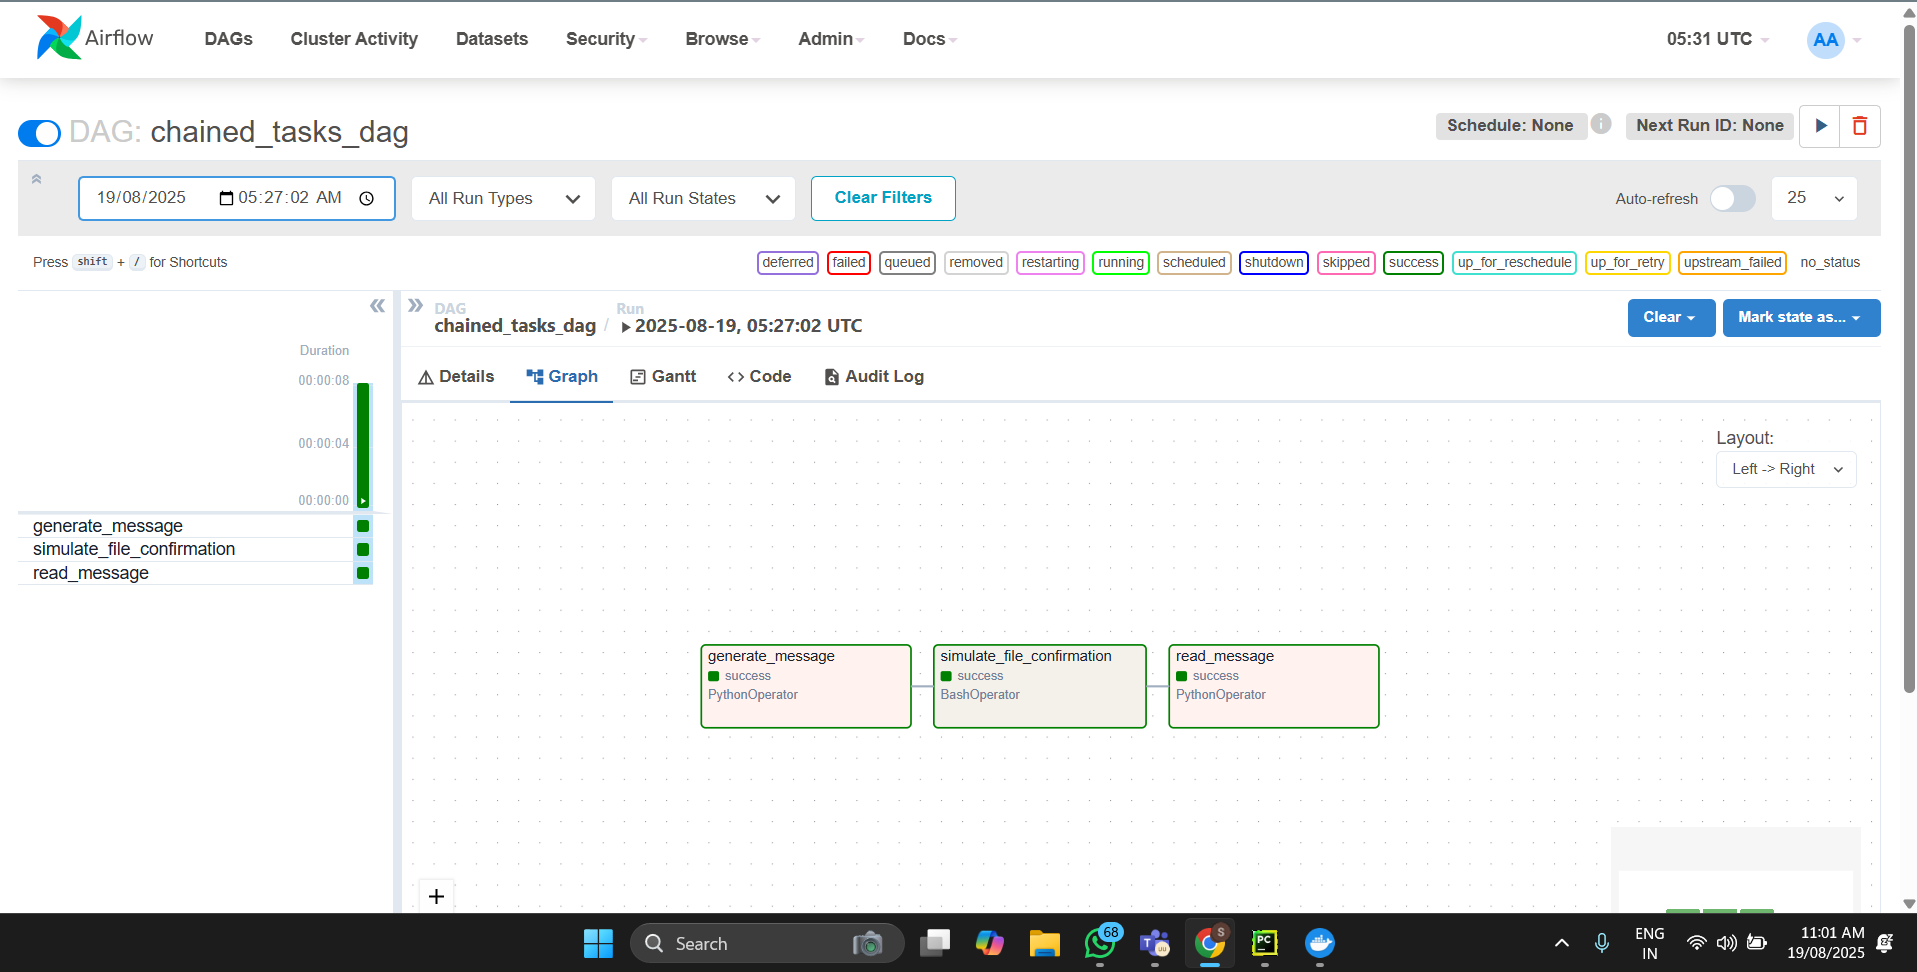 Airflow DAGs Cluster Activity Datasets Security Browse Admin Docs 05:31 UTC AA
DAG: chained_tasks_dag Schedule: None i Next Run ID: None
19/08/2025 05:27:02 AM All Run Types All Run States Clear Filters Auto-refresh 25
Press shift + / for Shortcuts deferred failed queued removed restarting running scheduled shutdown skipped success up_for_reschedule up_for_retry upstream_failed no_status
DAG Run
chained_tasks_dag / 2025-08-19, 05:27:02 UTC Clear Mark state as...
Duration
00:00:08
00:00:04
00:00:00
generate_message
simulate_file_confirmation
read_message
Details Graph Gantt Code Audit Log
Layout:
Left -> Right
generate_message
success
PythonOperator
simulate_file_confirmation
success
BashOperator
read_message
success
PythonOperator
+
Search 68 T uu S PC ENG
IN
11:01 AM
19/08/2025